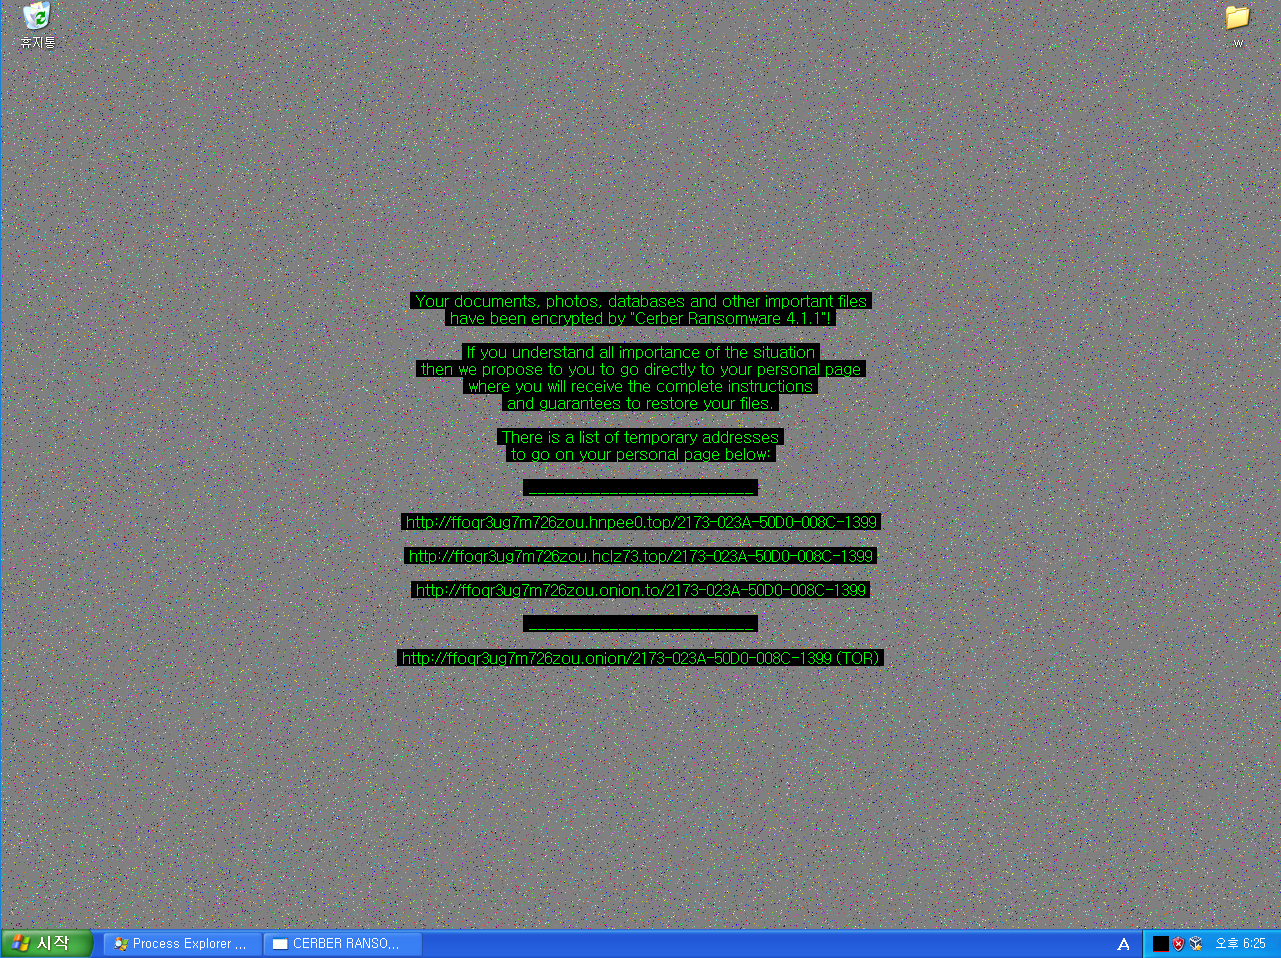 휴지통
w
Your documents, photos, databases and other important files
have been encrypted by "Cerber Ransomware 4.1.1"!
If you understand all importance of the situation
then we propose to you to go directly to your personal page
where you will receive the complete instructions
and guarantees to restore your files.
There is a list of temporary addresses
to go on your personal page below:
http://ffoqr3ug7m726zou.hnpee0.top/2173-023A-50D0-008C-1399
http://ffoqr3ug7m726zou.hclz73.top/2173-023A-50D0-008C-1399
http://ffoqr3ug7m726zou.onion.to/2173-023A-50D0-008C-1399
http://ffoqr3ug7m726zou.onion/2173-023A-50D0-008C-1399 (TOR)
시작 Process Explorer ... CERBER RANSO... A 오후 6:25